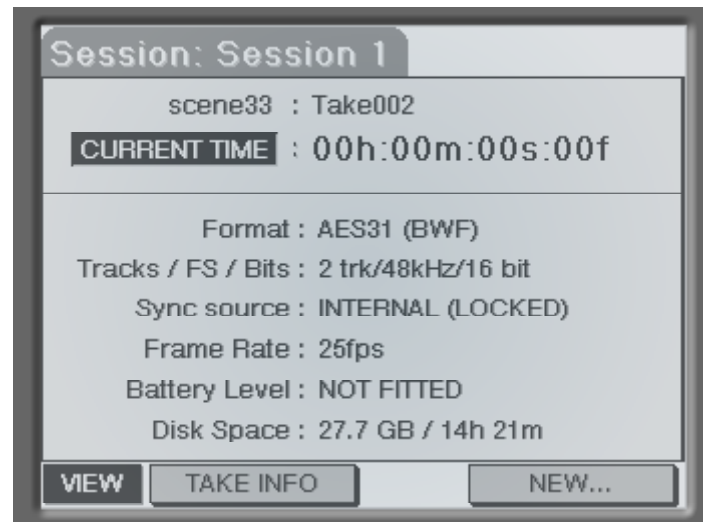 Session: Session 1
scene33 : Take002
CURRENT TIME : 00h:00m:00s:00f
Format : AES31 (BWF)
Tracks / FS / Bits : 2 trk/48kHz/16 bit
Sync source : INTERNAL (LOCKED)
Frame Rate : 25fps
Battery Level : NOT FITTED
Disk Space : 27.7 GB / 14h 21m
VIEW TAKE INFO NEW...